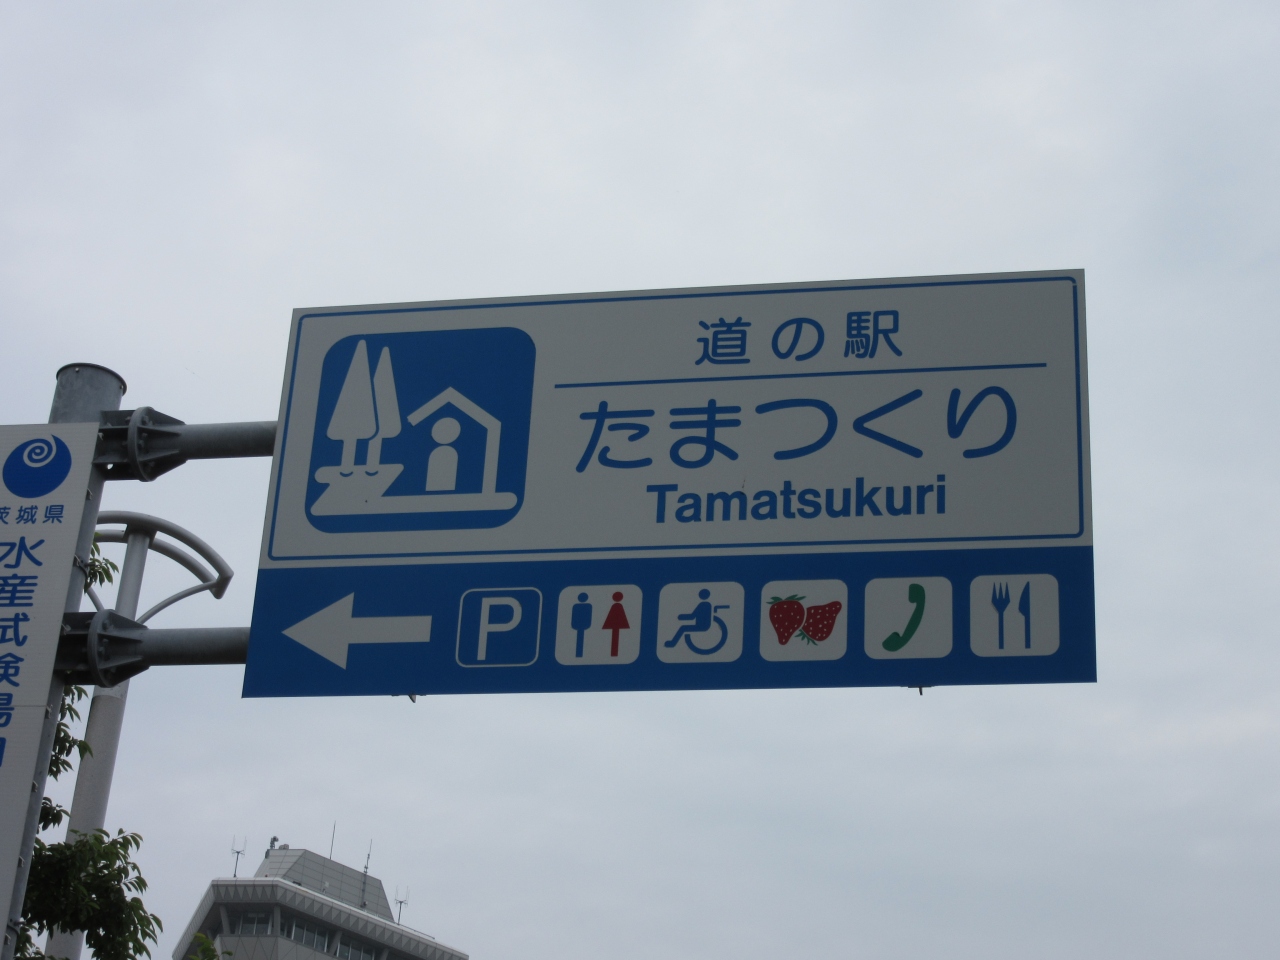 道の駅
たまつくり
Tamatsukuri
P
茨城県
水産試験場